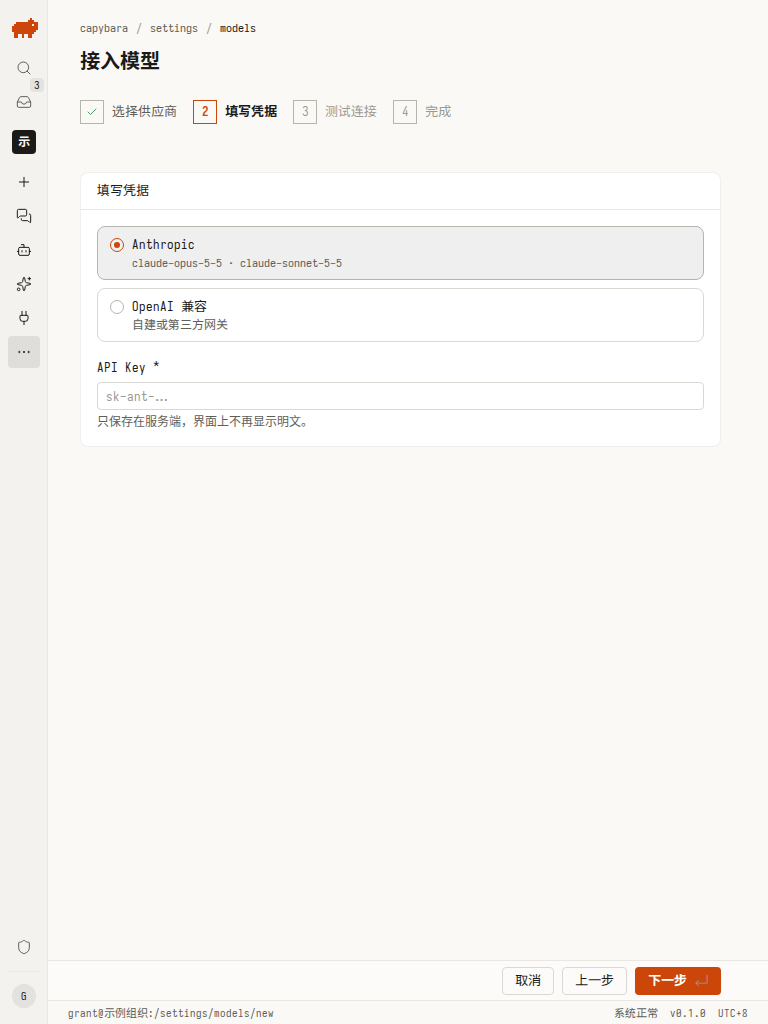 capybara / settings / models
接入模型
3
示
选择供应商 2 填写凭据 3 测试连接 4 完成
填写凭据
Anthropic
claude-opus-5-5 · claude-sonnet-5-5
OpenAI 兼容
自建或第三方网关
API Key *
sk-ant-...
只保存在服务端，界面上不再显示明文。
取消 上一步 下一步
G
grant@示例组织:/settings/models/new 系统正常 v0.1.0 UTC+8